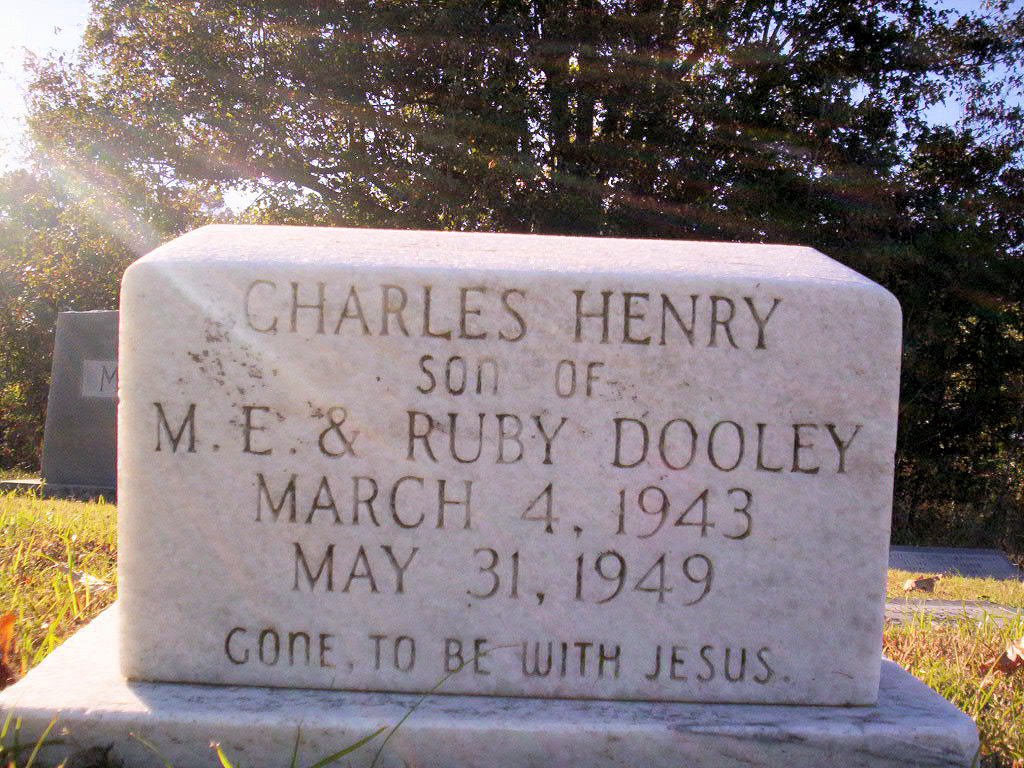 CHARLES HENRY
SON OF
M. E. & RUBY DOOLEY
MARCH 4, 1943
MAY 31, 1949
GONE TO BE WITH JESUS.
M